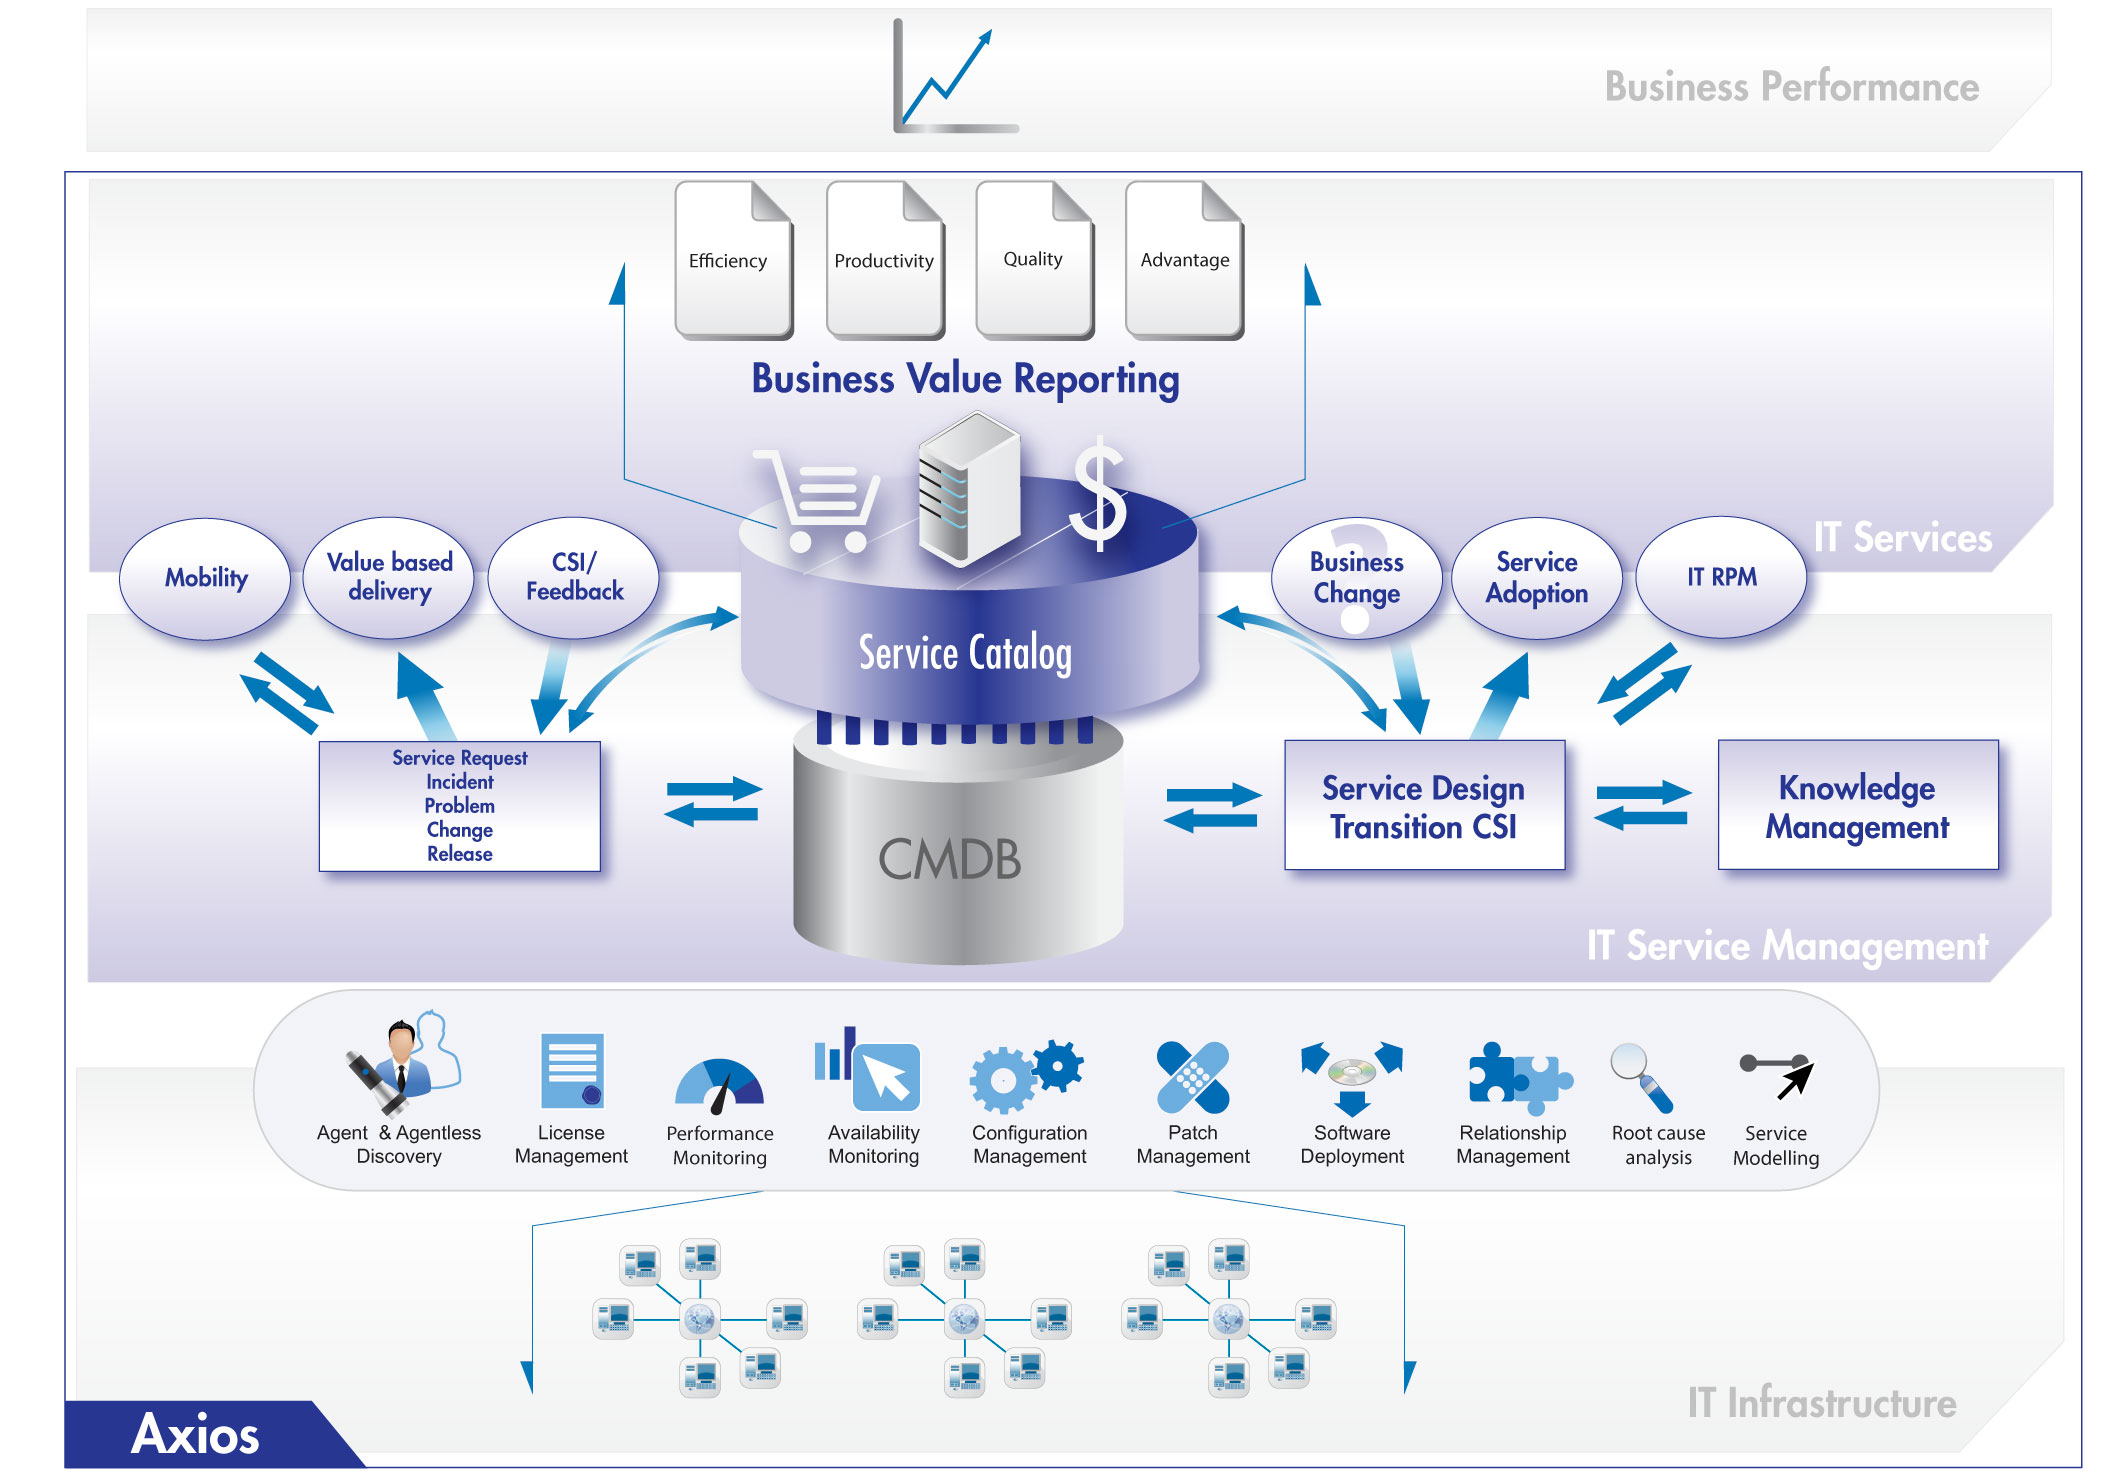 Business Performance
Efficiency
Productivity
Quality
Advantage
Business Value Reporting
IT Services
Mobility
Value based
delivery
CSI/
Feedback
Business
Change
Service
Adoption
IT RPM
$
?
Service Catalog
Service Request
Incident
Problem
Change
Release
CMDB
Service Design
Transition CSI
Knowledge
Management
IT Service Management
Agent & Agentless
Discovery
License
Management
Performance
Monitoring
Availability
Monitoring
Configuration
Management
Patch
Management
Software
Deployment
Relationship
Management
Root cause
analysis
Service
Modelling
IT Infrastructure
Axios